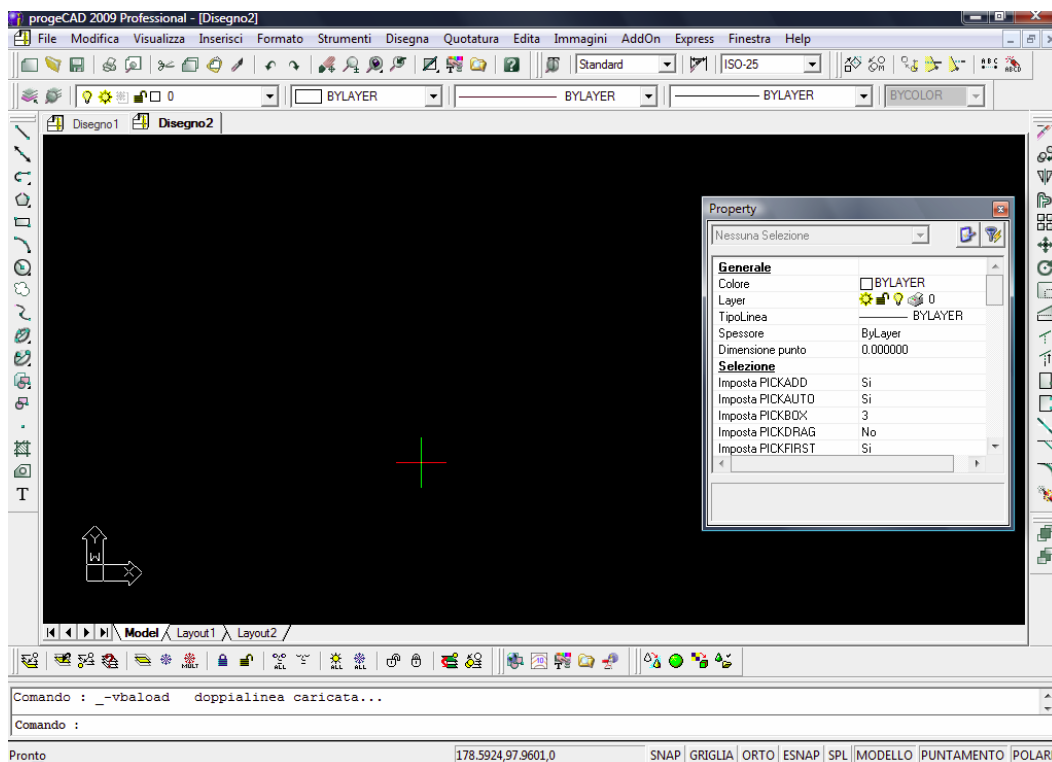 progeCAD 2009 Professional - [Disegno2]
File Modifica Visualizza Inserisci Formato Strumenti Disegna Quotatura Edita Immagini AddOn Express Finestra Help
Standard ISO-25
0 BYLAYER BYLAYER BYLAYER BYCOLOR
Disegno1 Disegno2
Property
Nessuna Selezione
Generale
Colore BYLAYER
Layer 0
TipoLinea BYLAYER
Spessore ByLayer
Dimensione punto 0.000000
Selezione
Imposta PICKADD Si
Imposta PICKAUTO Si
Imposta PICKBOX 3
Imposta PICKDRAG No
Imposta PICKFIRST Si
Y
W
X
T
Model Layout1 Layout2
Comando : _-vbaload doppialinea caricata...
Comando :
Pronto 178.5924,97.9601,0 SNAP GRIGLIA ORTO ESNAP SPL MODELLO PUNTAMENTO POLARE